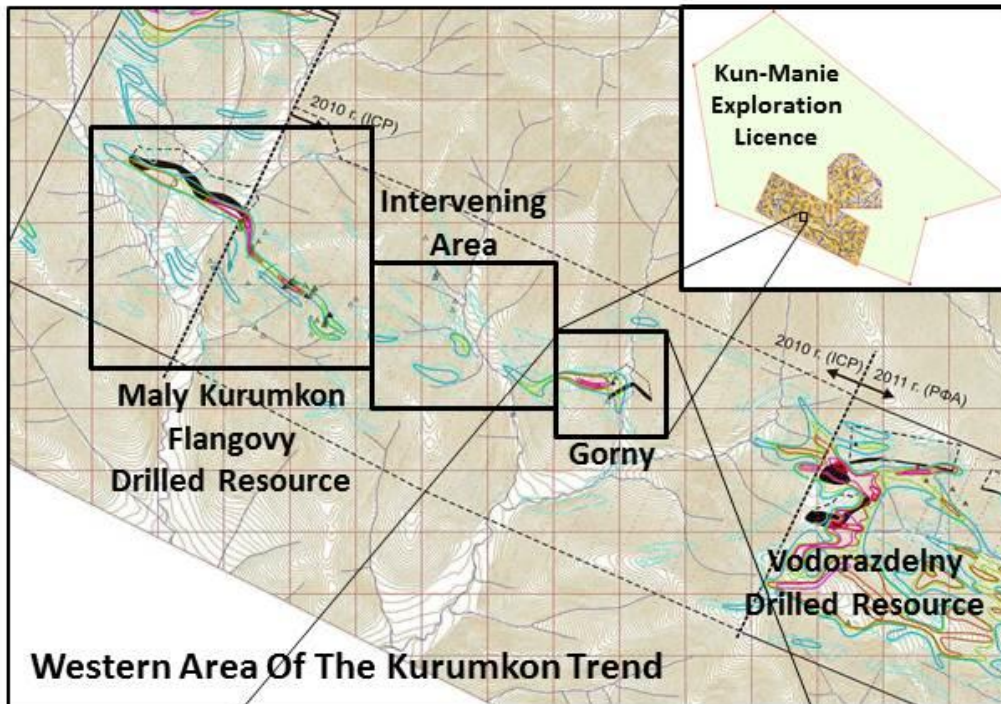 Kun-Manie
Exploration
Licence
2010 г. (ICP)
Intervening
Area
Maly Kurumkon
Flangovy
Drilled Resource
Gorny
2010 г. (ICP)
2011 г. (РФА)
Vodorazdelny
Drilled Resource
Western Area Of The Kurumkon Trend